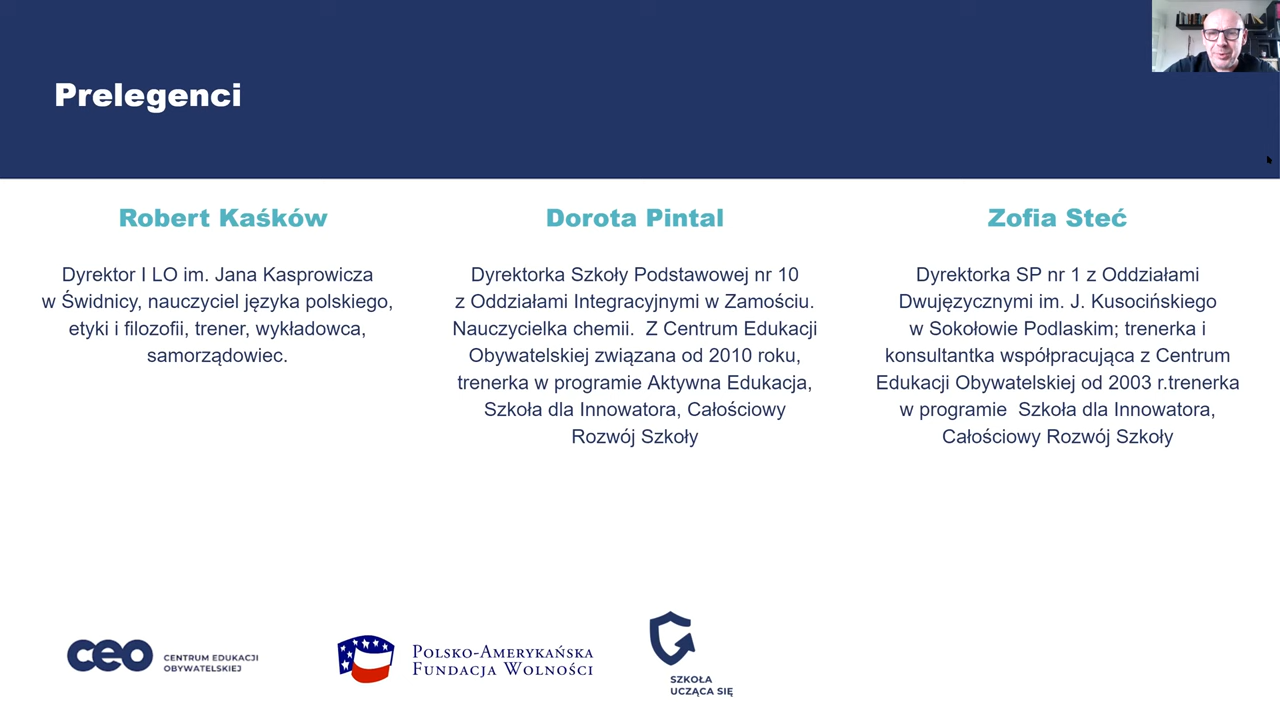 Prelegenci
Robert Kaśków
Dyrektor I LO im. Jana Kasprowicza
w Świdnicy, nauczyciel języka polskiego,
etyki i filozofii, trener, wykładowca,
samorządowiec.
Dorota Pintal
Dyrektorka Szkoły Podstawowej nr 10
z Oddziałami Integracyjnymi w Zamościu.
Nauczycielka chemii.  Z Centrum Edukacji
Obywatelskiej związana od 2010 roku,
trenerka w programie Aktywna Edukacja,
Szkoła dla Innowatora, Całościowy
Rozwój Szkoły
Zofia Steć
Dyrektorka SP nr 1 z Oddziałami
Dwujęzycznymi im. J. Kusocińskiego
w Sokołowie Podlaskim; trenerka i
konsultantka współpracująca z Centrum
Edukacji Obywatelskiej od 2003 r.trenerka
w programie  Szkoła dla Innowatora,
Całościowy Rozwój Szkoły
ceo
CENTRUM EDUKACJI
OBYWATELSKIEJ
POLSKO-AMERYKAŃSKA
FUNDACJA WOLNOŚCI
SZKOŁA
UCZĄCA SIĘ